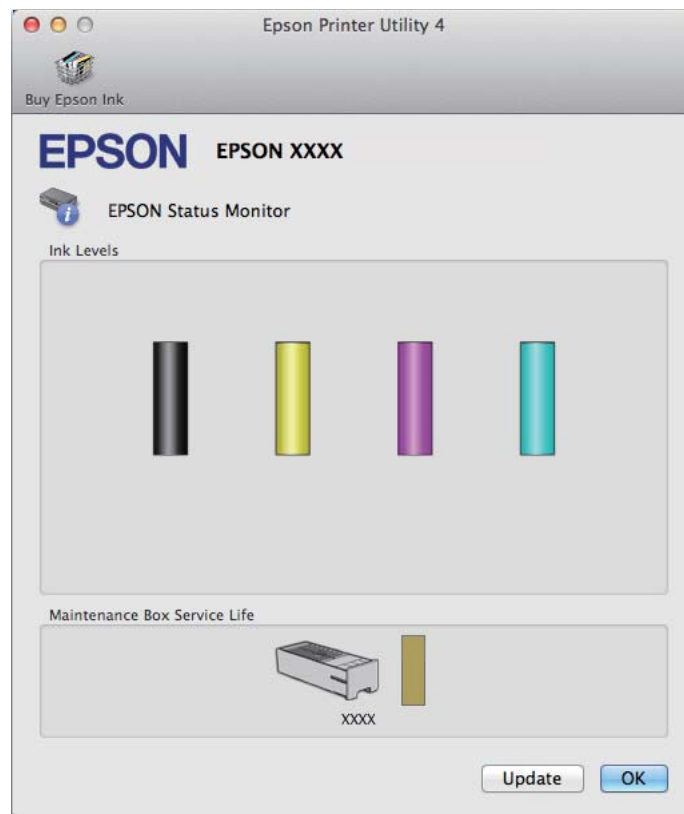 Epson Printer Utility 4
Buy Epson Ink
EPSON EPSON XXXX
EPSON Status Monitor
Ink Levels
Maintenance Box Service Life
XXXX
Update OK